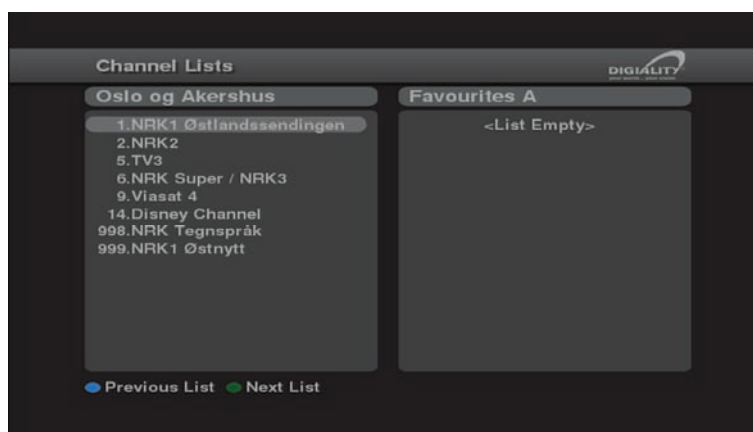 Channel Lists
DIGIALITY
Oslo og Akershus
Favourites A
1.NRK1 Østlandssendingen
2.NRK2
5.TV3
6.NRK Super / NRK3
9.Viasat 4
14.Disney Channel
998.NRK Tegnspråk
999.NRK1 Østnytt
<List Empty>
Previous List
Next List